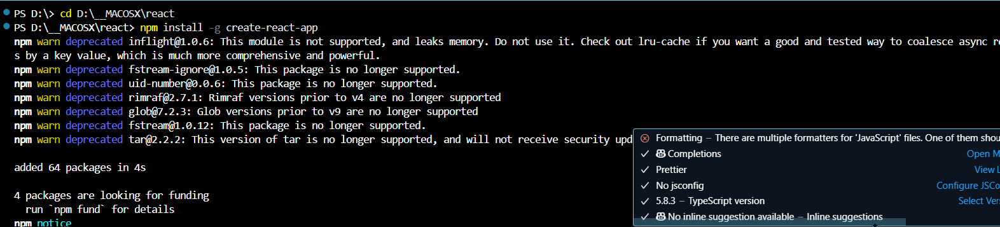 PS D:\> cd D:\__MACOSX\react
PS D:\__MACOSX\react> npm install -g create-react-app
npm warn deprecated inflight@1.0.6: This module is not supported, and leaks memory. Do not use it. Check out lru-cache if you want a good and tested way to coalesce async
s by a key value, which is much more comprehensive and powerful.
npm warn deprecated fstream-ignore@1.0.5: This package is no longer supported.
npm warn deprecated uid-number@0.0.6: This package is no longer supported.
npm warn deprecated rimraf@2.7.1: Rimraf versions prior to v4 are no longer supported
npm warn deprecated glob@7.2.3: Glob versions prior to v9 are no longer supported
npm warn deprecated fstream@1.0.12: This package is no longer supported.
npm warn deprecated tar@2.2.2: This version of tar is no longer supported, and will not receive security upd
added 64 packages in 4s
4 packages are looking for funding
run `npm fund` for details
npm notice
Formatting – There are multiple formatters for 'JavaScript' files. One of them shou
Completions Open M
Prettier View L
No jsconfig Configure JSCo
5.8.3 – TypeScript version Select Ver
No inline suggestion available – Inline suggestions